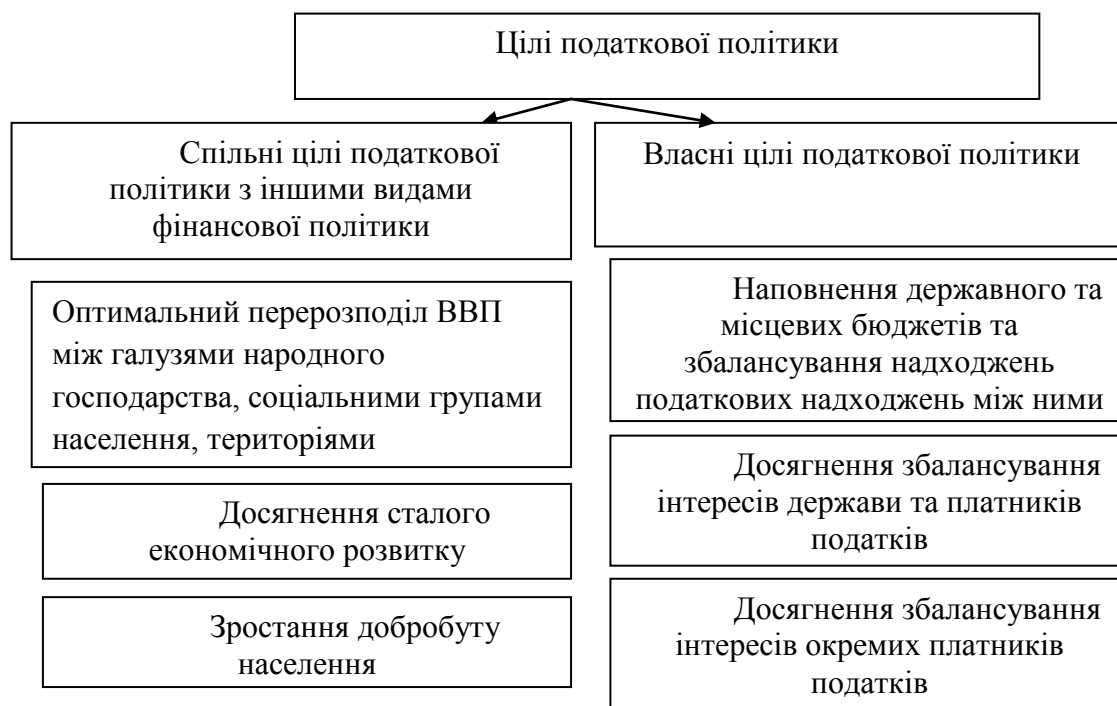 Цілі податкової політики
Спільні цілі податкової
політики з іншими видами
фінансової політики
Власні цілі податкової політики
Оптимальний перерозподіл ВВП
між галузями народного
господарства, соціальними групами
населення, територіями
Досягнення сталого
економічного розвитку
Зростання добробуту
населення
Наповнення державного та
місцевих бюджетів та
збалансування надходжень
податкових надходжень між ними
Досягнення збалансування
інтересів держави та платників
податків
Досягнення збалансування
інтересів окремих платників
податків